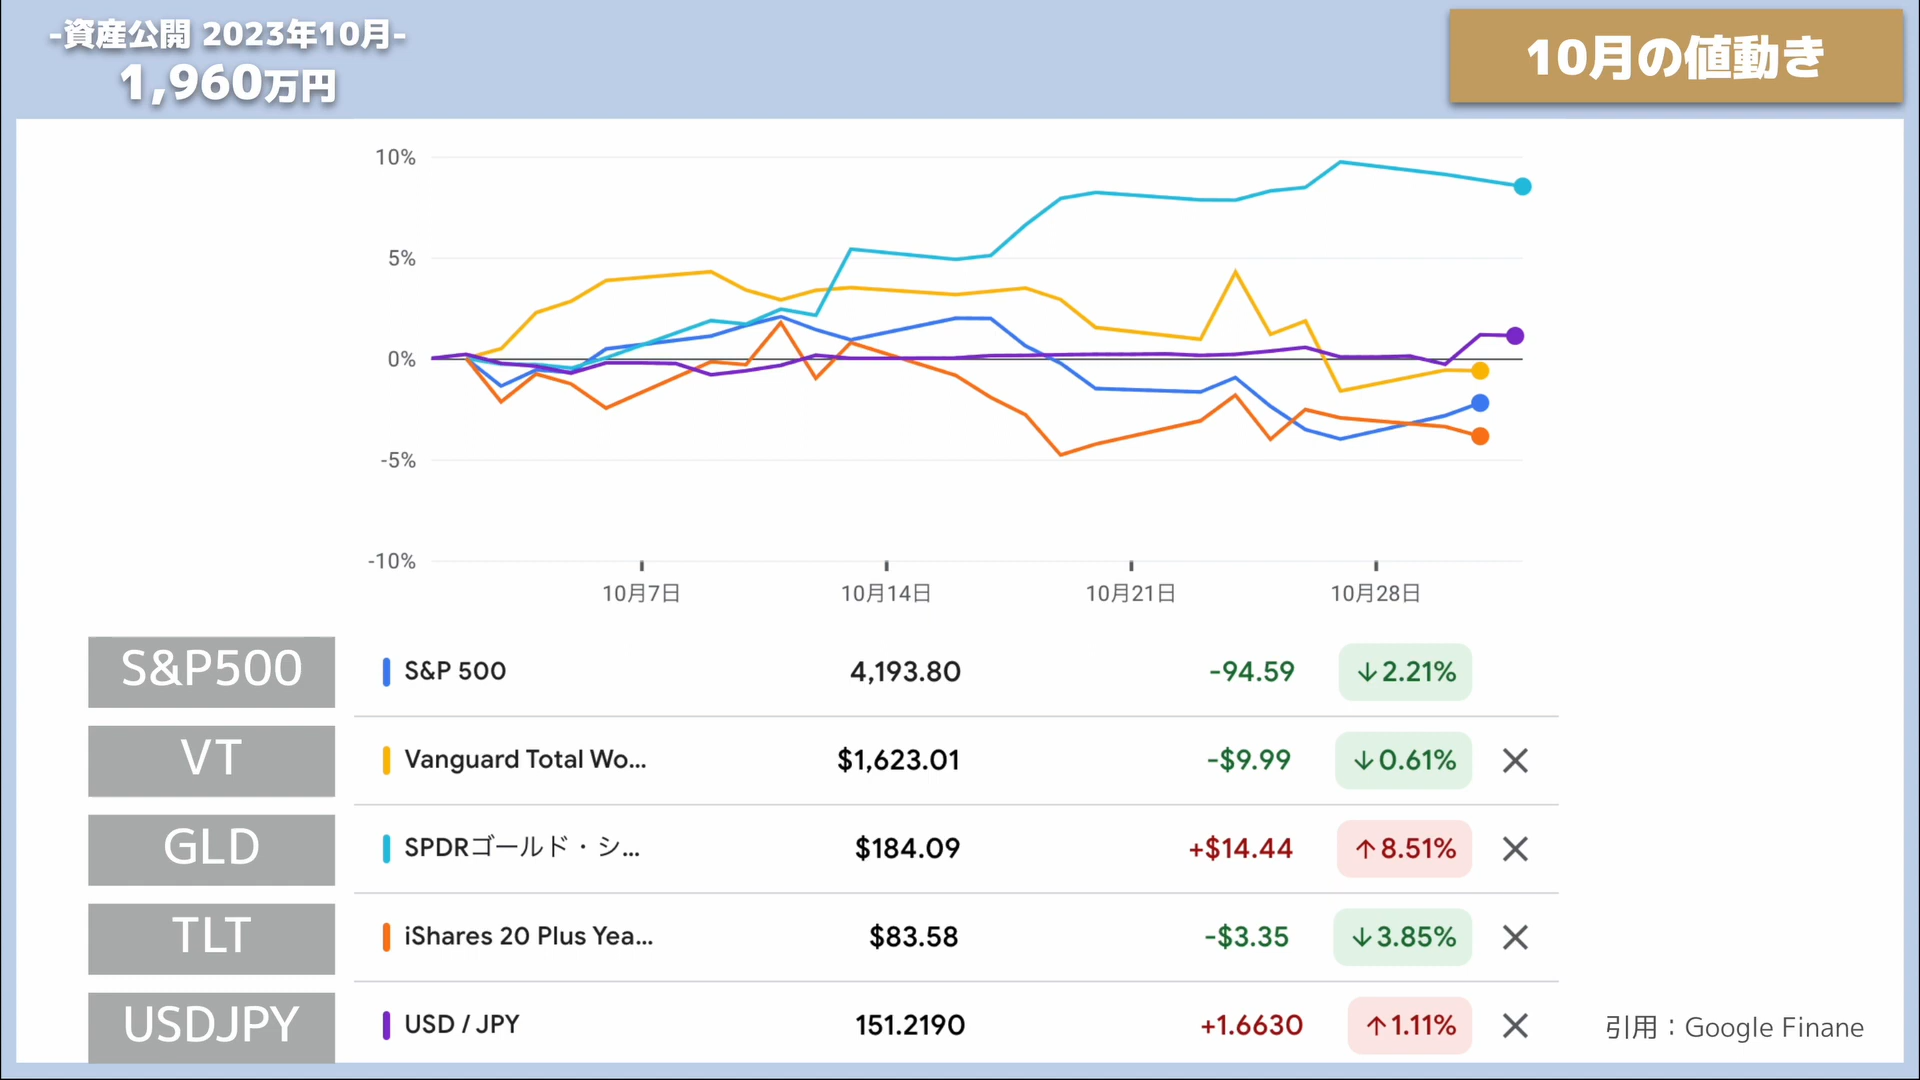 -資産公開 2023年10月-
1,960万円
10月の値動き
10%
5%
0%
-5%
-10%
10月7日 10月14日 10月21日 10月28日
S&P500 S&P 500 4,193.80 -94.59 ↓2.21%
VT Vanguard Total Wo... $1,623.01 -$9.99 ↓0.61% ×
GLD SPDRゴールド・シ... $184.09 +$14.44 ↑8.51% ×
TLT iShares 20 Plus Yea... $83.58 -$3.35 ↓3.85% ×
USDJPY USD / JPY 151.2190 +1.6630 ↑1.11% ×
引用：Google Finane